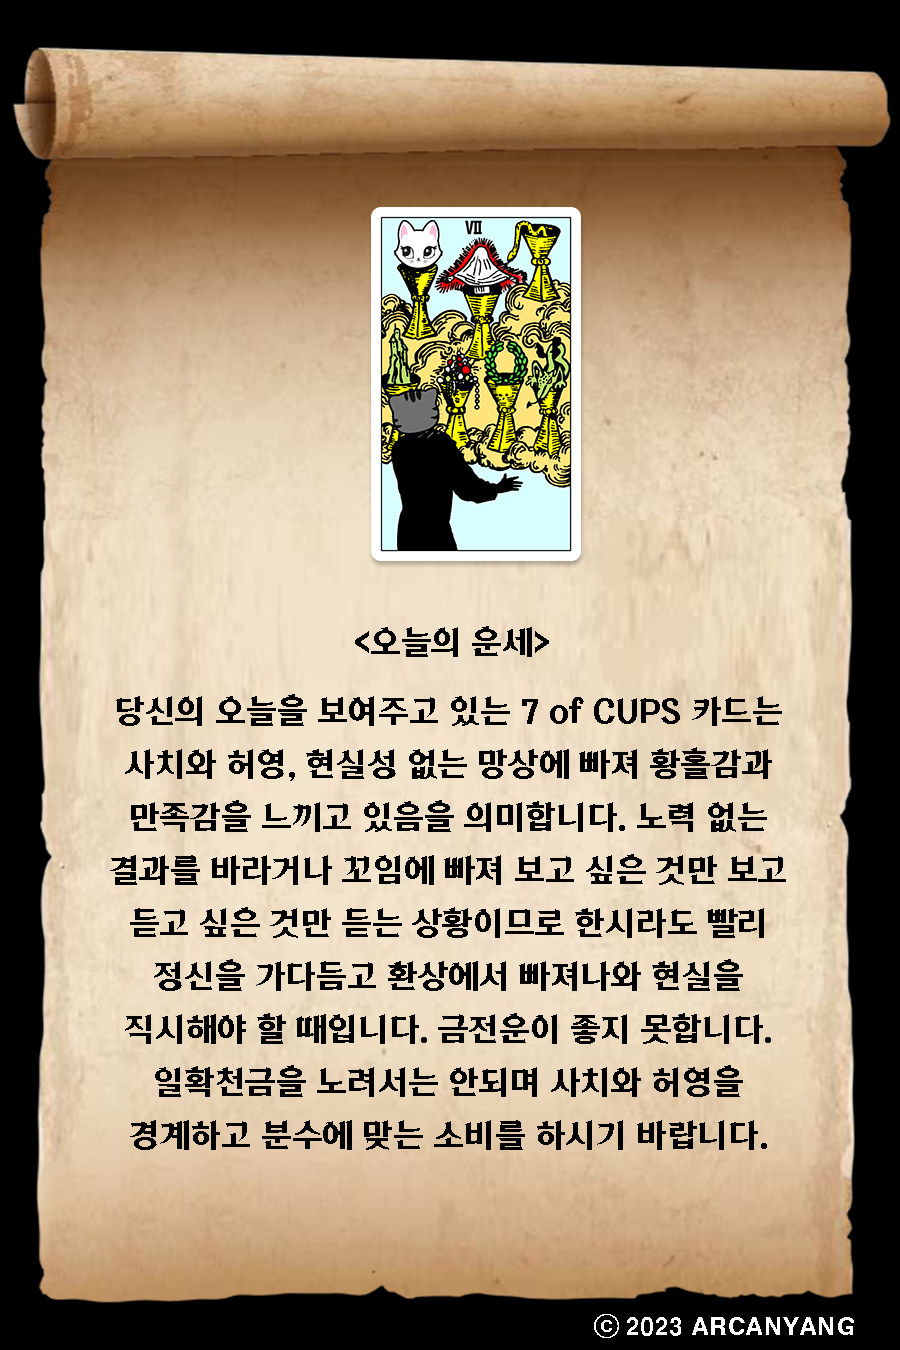 VII
<오늘의 운세>
당신의 오늘을 보여주고 있는 7 of CUPS 카드는
사치와 허영, 현실성 없는 망상에 빠져 황홀감과
만족감을 느끼고 있음을 의미합니다. 노력 없는
결과를 바라거나 꼬임에 빠져 보고 싶은 것만 보고
듣고 싶은 것만 듣는 상황이므로 한시라도 빨리
정신을 가다듬고 환상에서 빠져나와 현실을
직시해야 할 때입니다. 금전운이 좋지 못합니다.
일확천금을 노려서는 안되며 사치와 허영을
경계하고 분수에 맞는 소비를 하시기 바랍니다.
ⓒ 2023 ARCANYANG